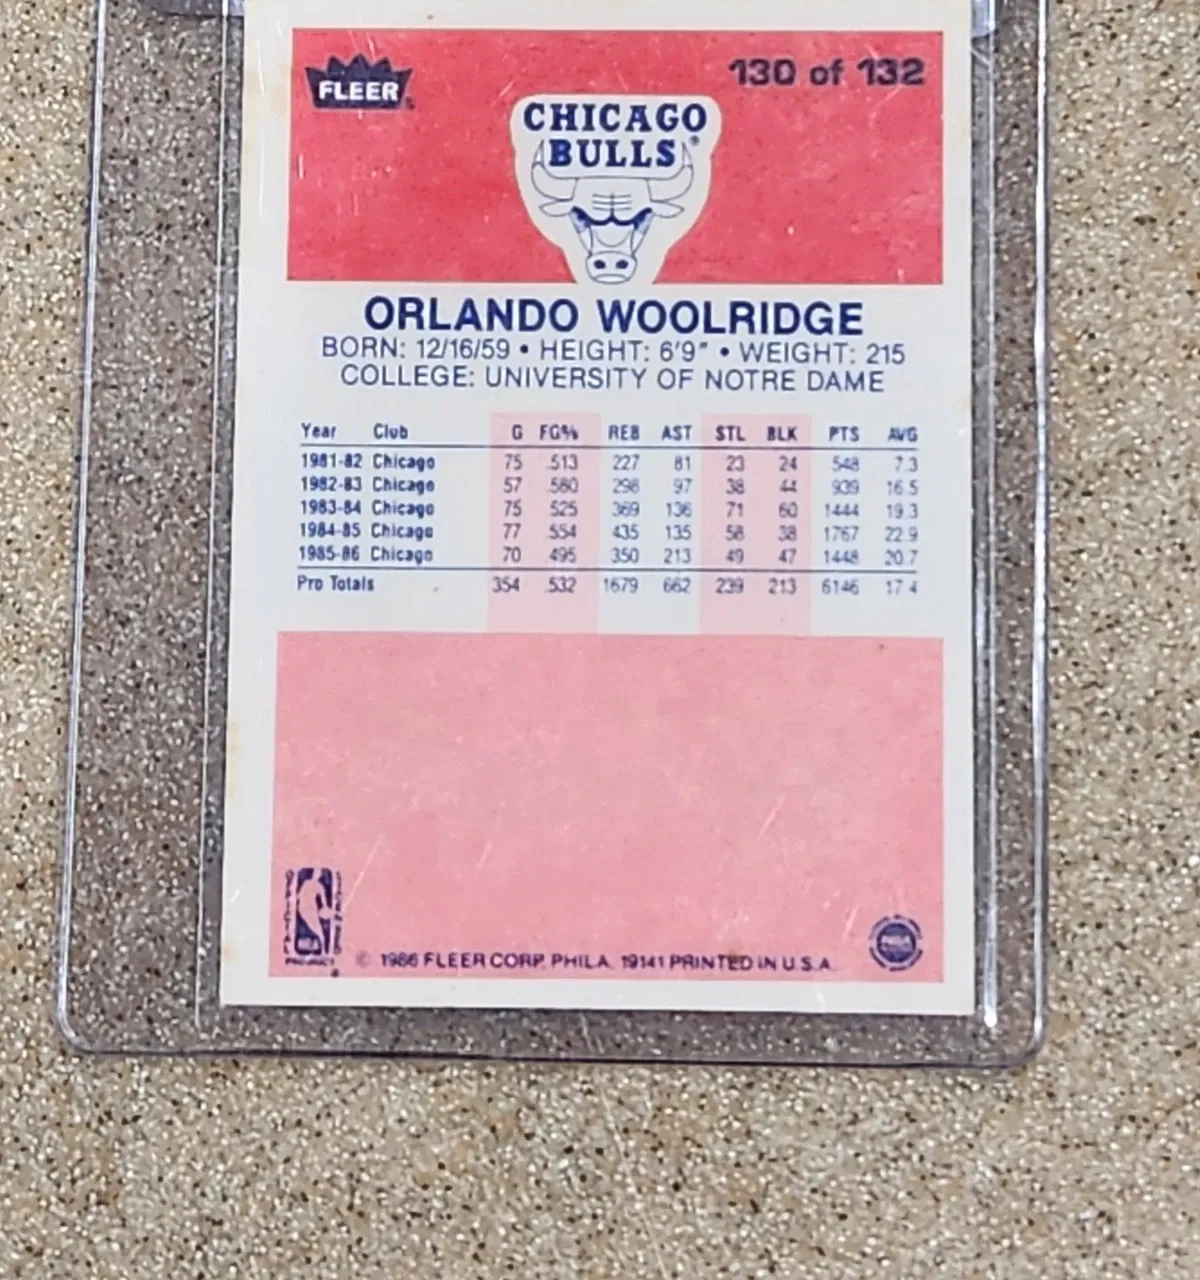 FLEER®
130 of 132
CHICAGO
BULLS®
ORLANDO WOOLRIDGE
BORN: 12/16/59 • HEIGHT: 6'9" • WEIGHT: 215
COLLEGE: UNIVERSITY OF NOTRE DAME
Year Club G FG% REB AST STL BLK PTS AVG
1981-82 Chicago 75 .513 227 81 23 24 548 7.3
1982-83 Chicago 57 .580 298 97 38 44 939 16.5
1983-84 Chicago 75 .525 369 136 71 60 1444 19.3
1984-85 Chicago 77 .554 435 135 58 38 1767 22.9
1985-86 Chicago 70 .495 350 213 49 47 1448 20.7
Pro Totals 354 .532 1679 662 239 213 6146 17.4
NBA
© 1986 FLEER CORP. PHILA. 19141 PRINTED IN U.S.A.